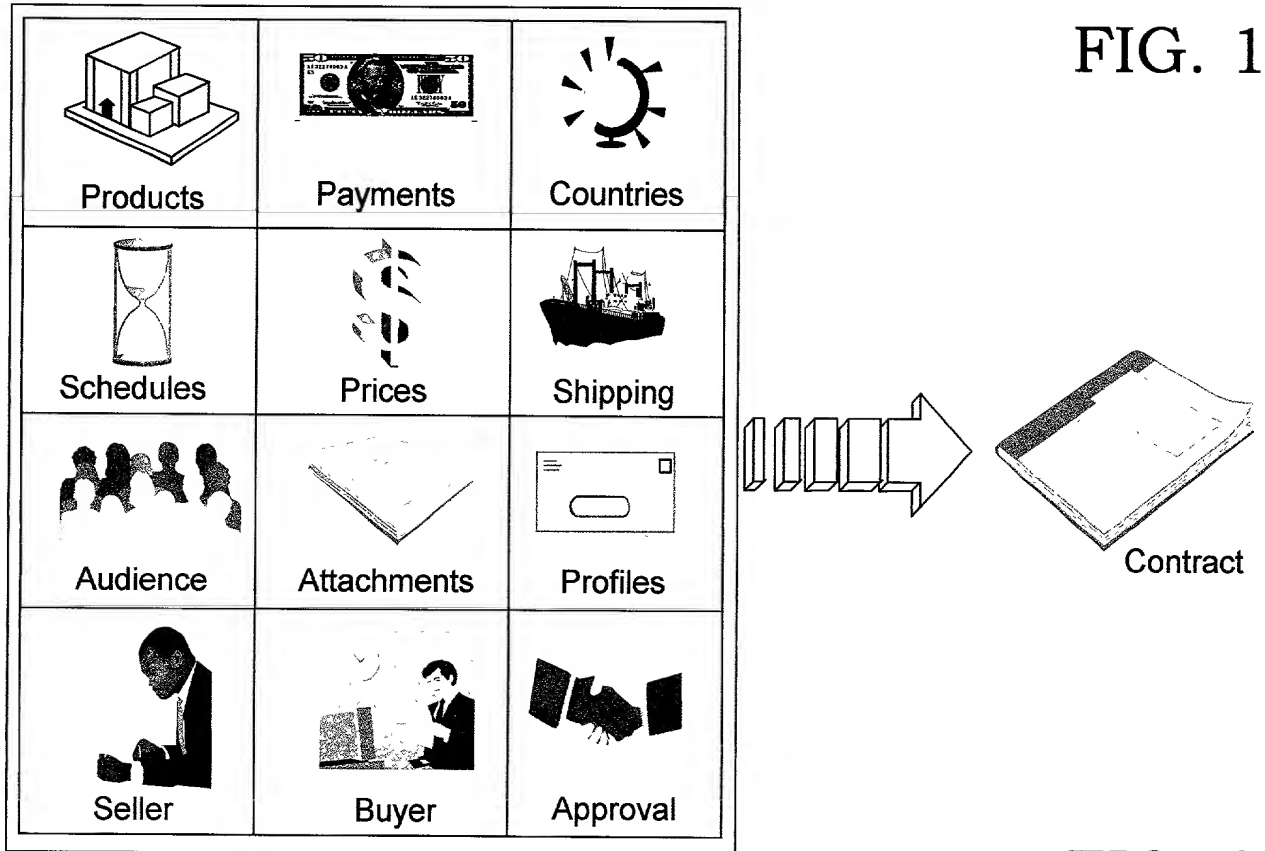 FIG. 1
Products Payments Countries
Schedules Prices Shipping
Audience Attachments Profiles
Contract
Seller Buyer Approval